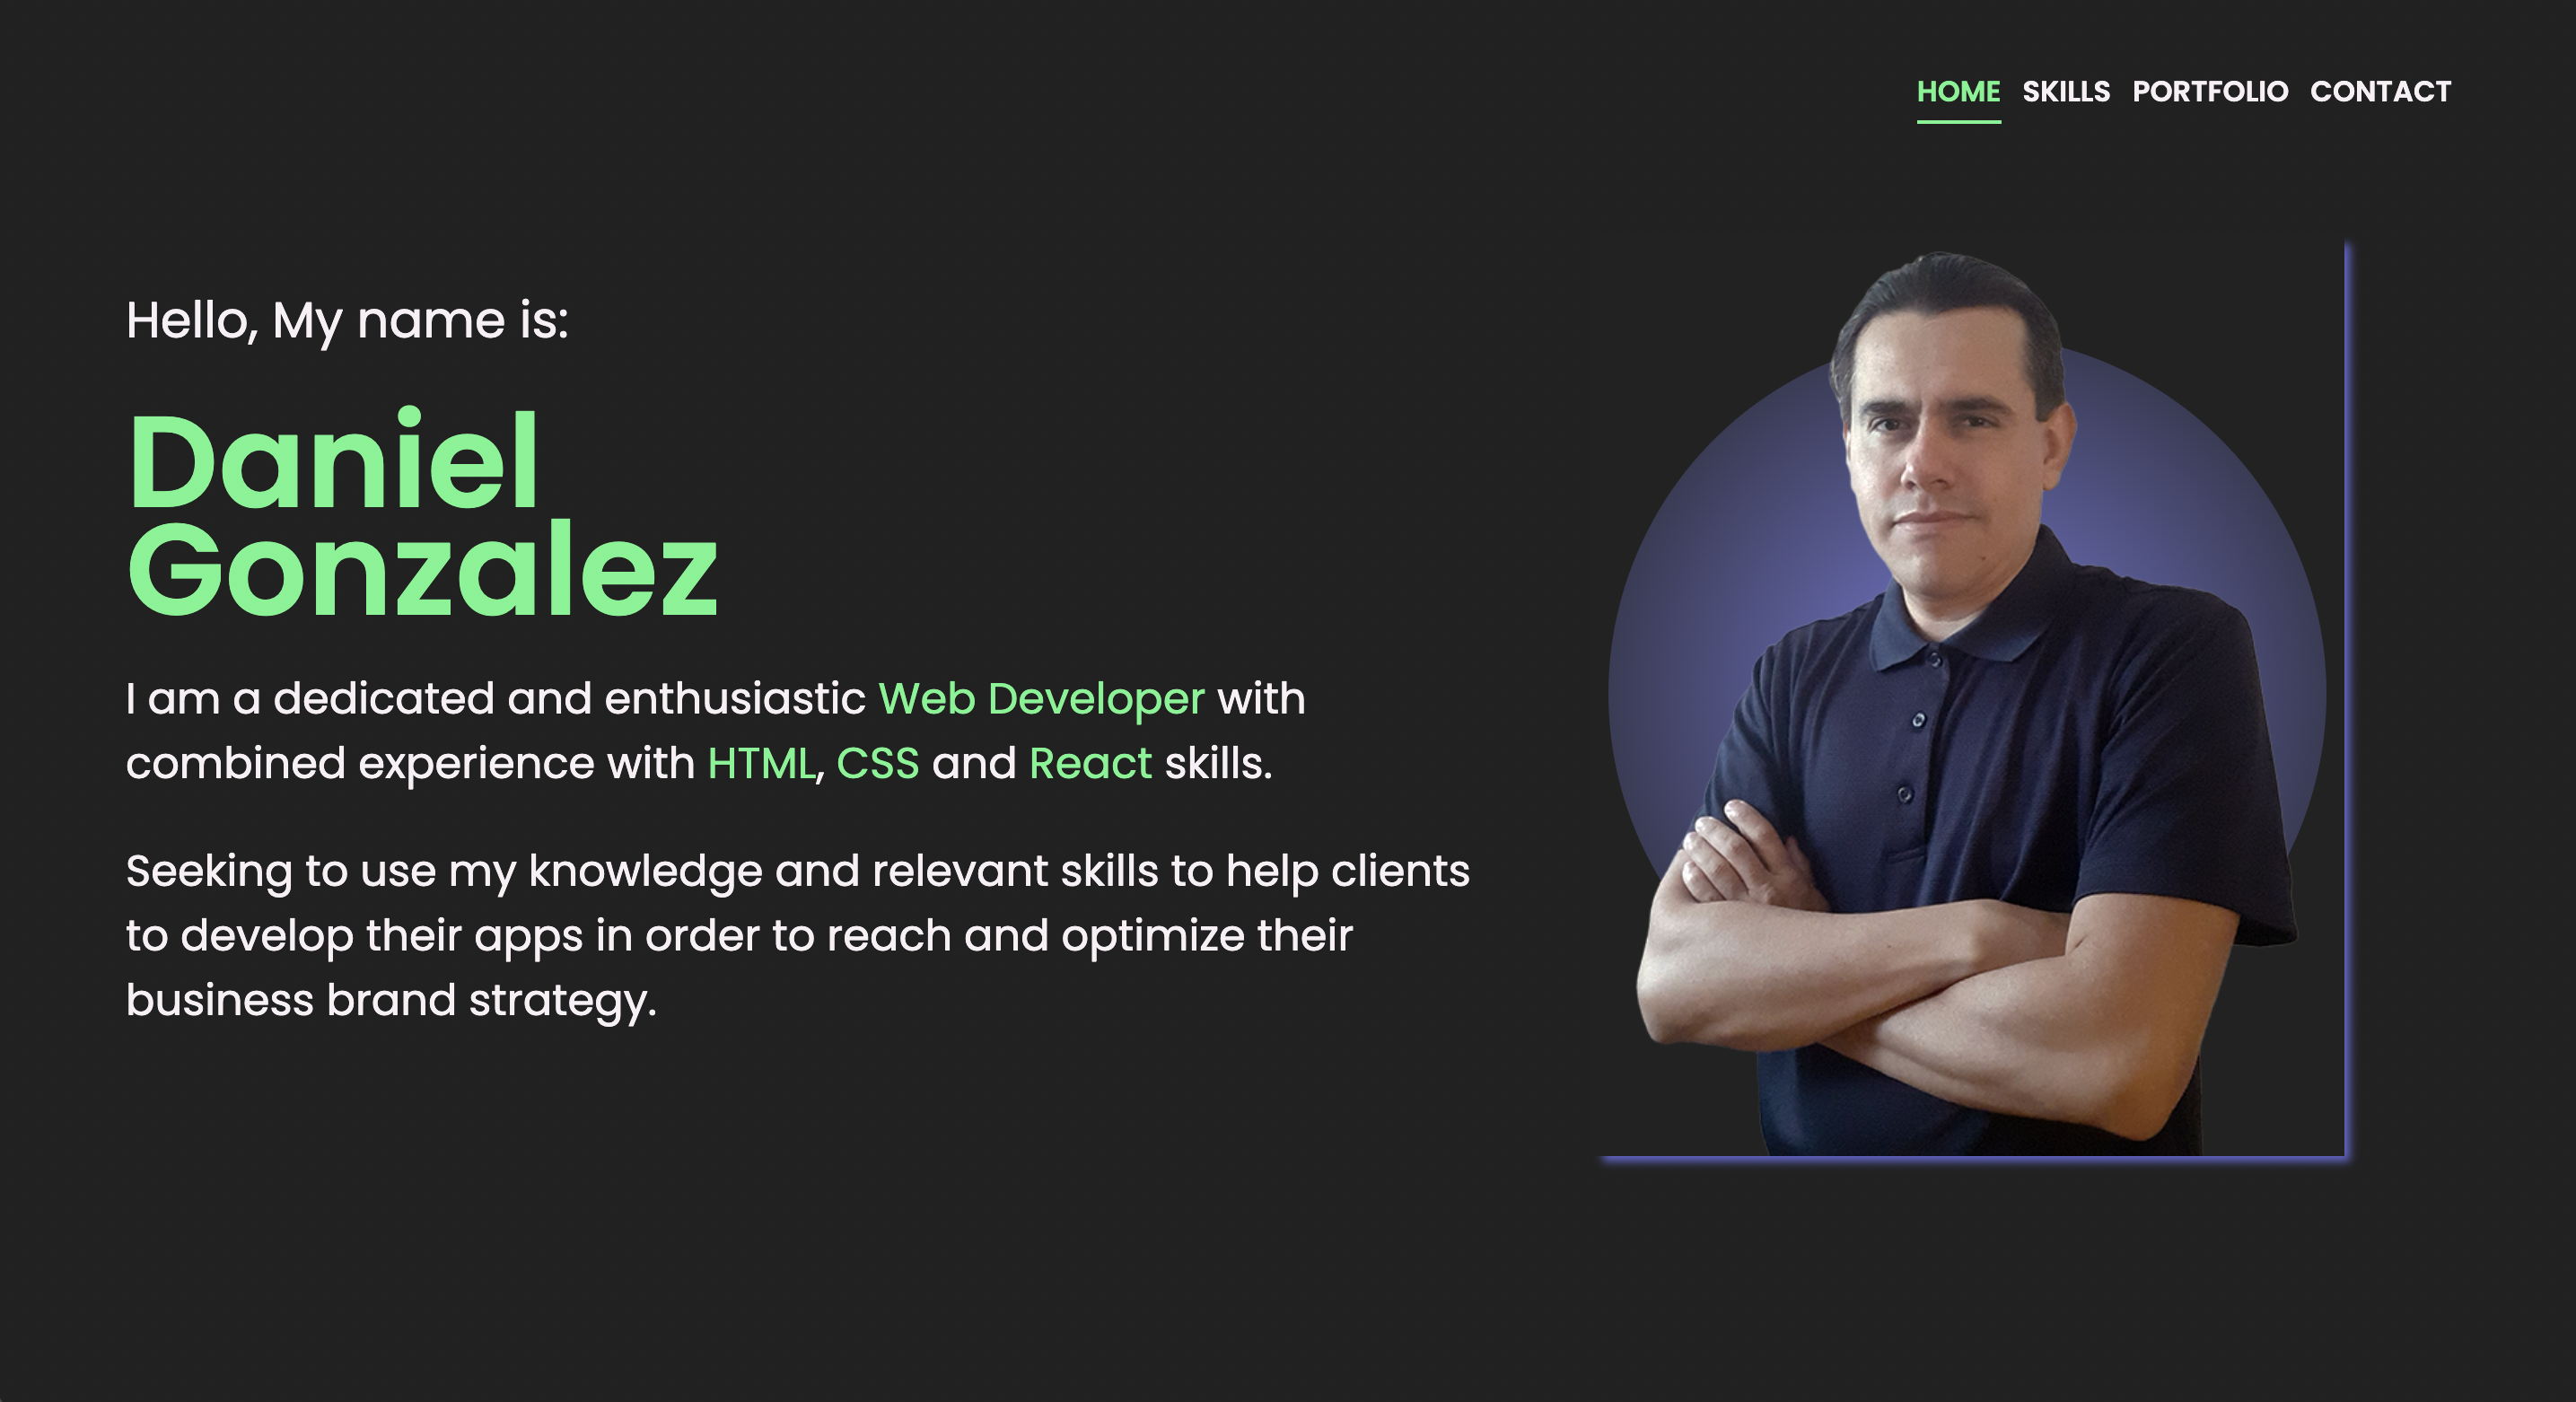 HOME SKILLS PORTFOLIO CONTACT
Hello, My name is:
Daniel
Gonzalez
I am a dedicated and enthusiastic Web Developer with
combined experience with HTML, CSS and React skills.
Seeking to use my knowledge and relevant skills to help clients
to develop their apps in order to reach and optimize their
business brand strategy.